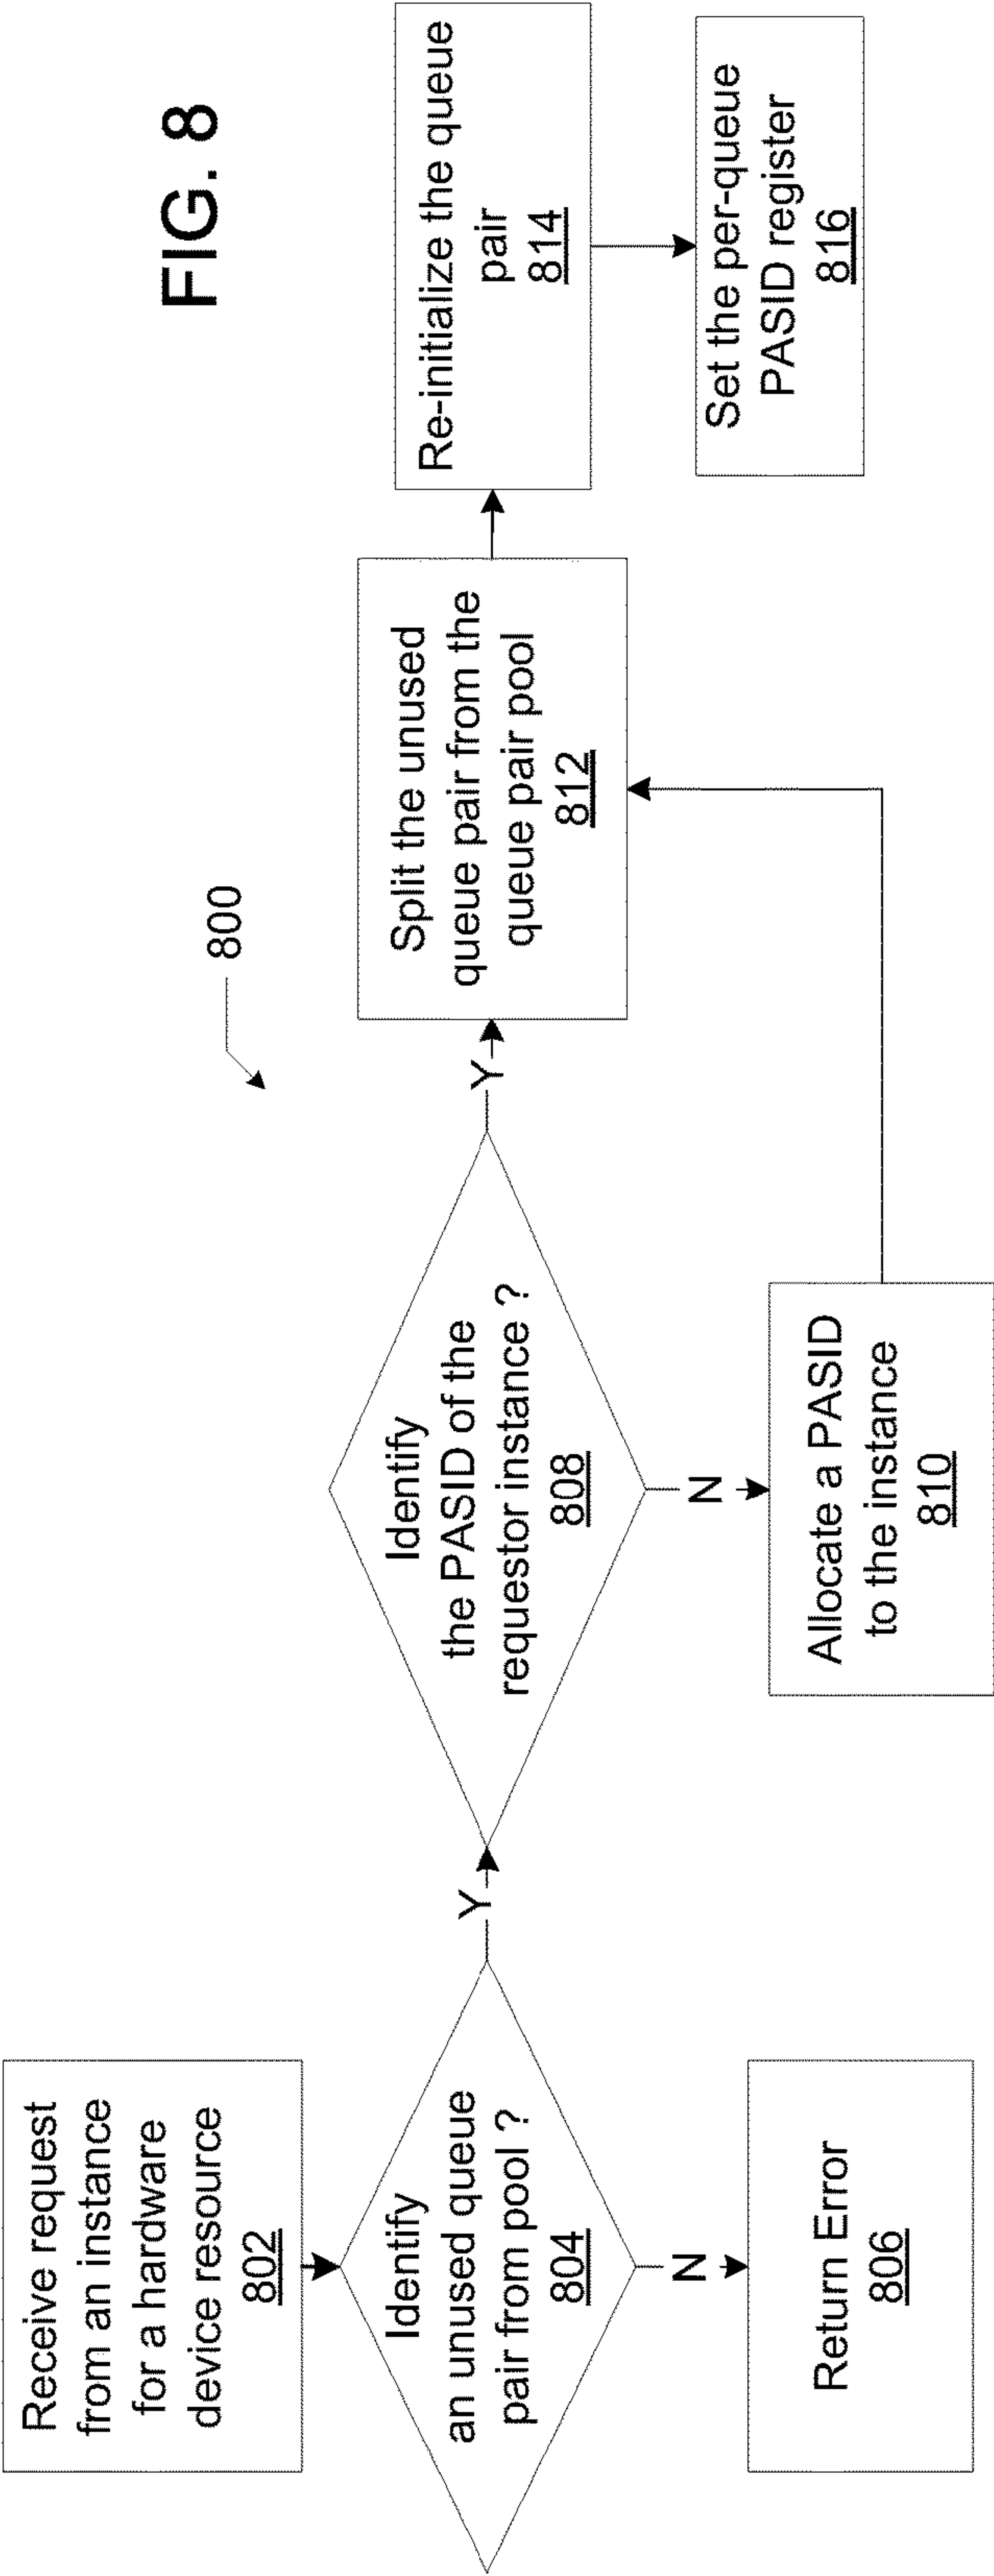 FIG. 8
800
Receive request
from an instance
for a hardware
device resource
802
Identify
an unused queue
pair from pool ?
804
N
Return Error
806
Y
Identify
the PASID of the
requestor instance ?
808
N
Allocate a PASID
to the instance
810
Y
Split the unused
queue pair from the
queue pair pool
812
Re-initialize the queue
pair
814
Set the per-queue
PASID register
816